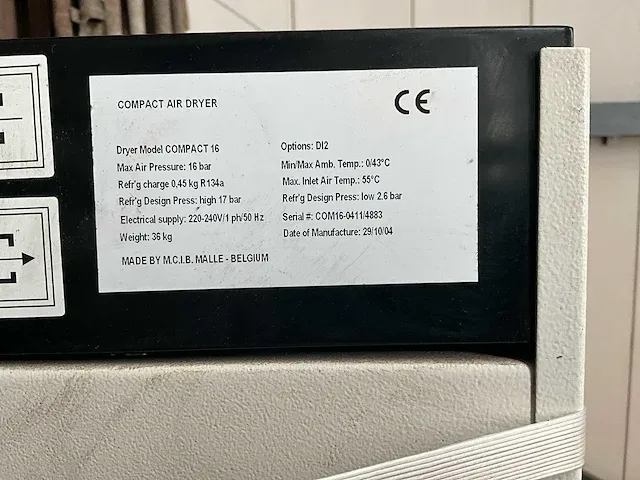 COMPACT AIR DRYER
CE
Dryer Model COMPACT 16
Max Air Pressure: 16 bar
Refr'g charge 0,45 kg R134a
Refr'g Design Press: high 17 bar
Electrical supply: 220-240V/1 ph/50 Hz
Weight: 36 kg
Options: DI2
Min/Max Amb. Temp.: 0/43°C
Max. Inlet Air Temp.: 55°C
Refr'g Design Press: low 2.6 bar
Serial #: COM16-0411/4883
Date of Manufacture: 29/10/04
MADE BY M.C.I.B. MALLE - BELGIUM